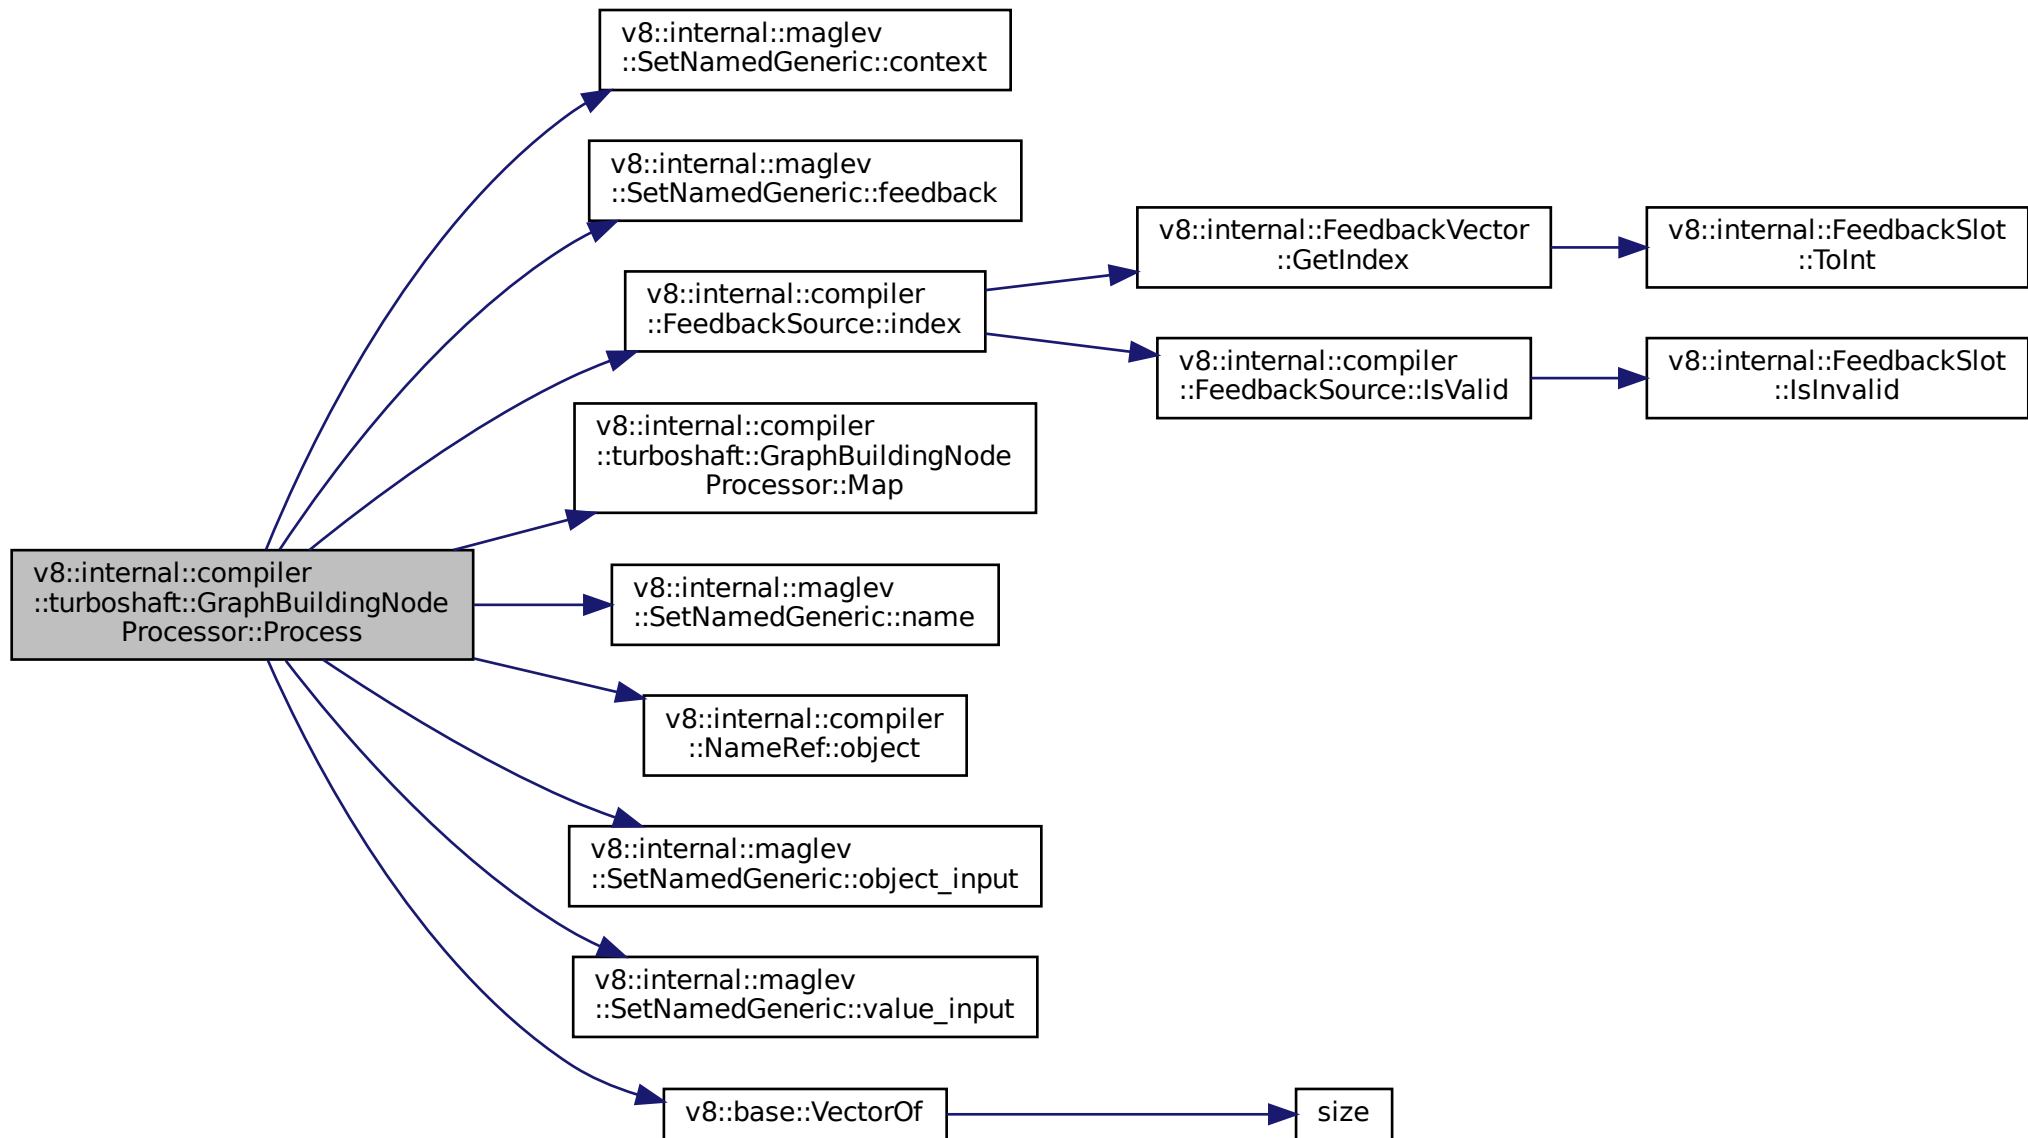 v8::internal::maglev
::SetNamedGeneric::context
v8::internal::maglev
::SetNamedGeneric::feedback
v8::internal::compiler
::FeedbackSource::index
v8::internal::FeedbackVector
::GetIndex
v8::internal::FeedbackSlot
::ToInt
v8::internal::compiler
::FeedbackSource::IsValid
v8::internal::FeedbackSlot
::IsInvalid
v8::internal::compiler
::turboshaft::GraphBuildingNode
Processor::Map
v8::internal::compiler
::turboshaft::GraphBuildingNode
Processor::Process
v8::internal::maglev
::SetNamedGeneric::name
v8::internal::compiler
::NameRef::object
v8::internal::maglev
::SetNamedGeneric::object_input
v8::internal::maglev
::SetNamedGeneric::value_input
v8::base::VectorOf
size